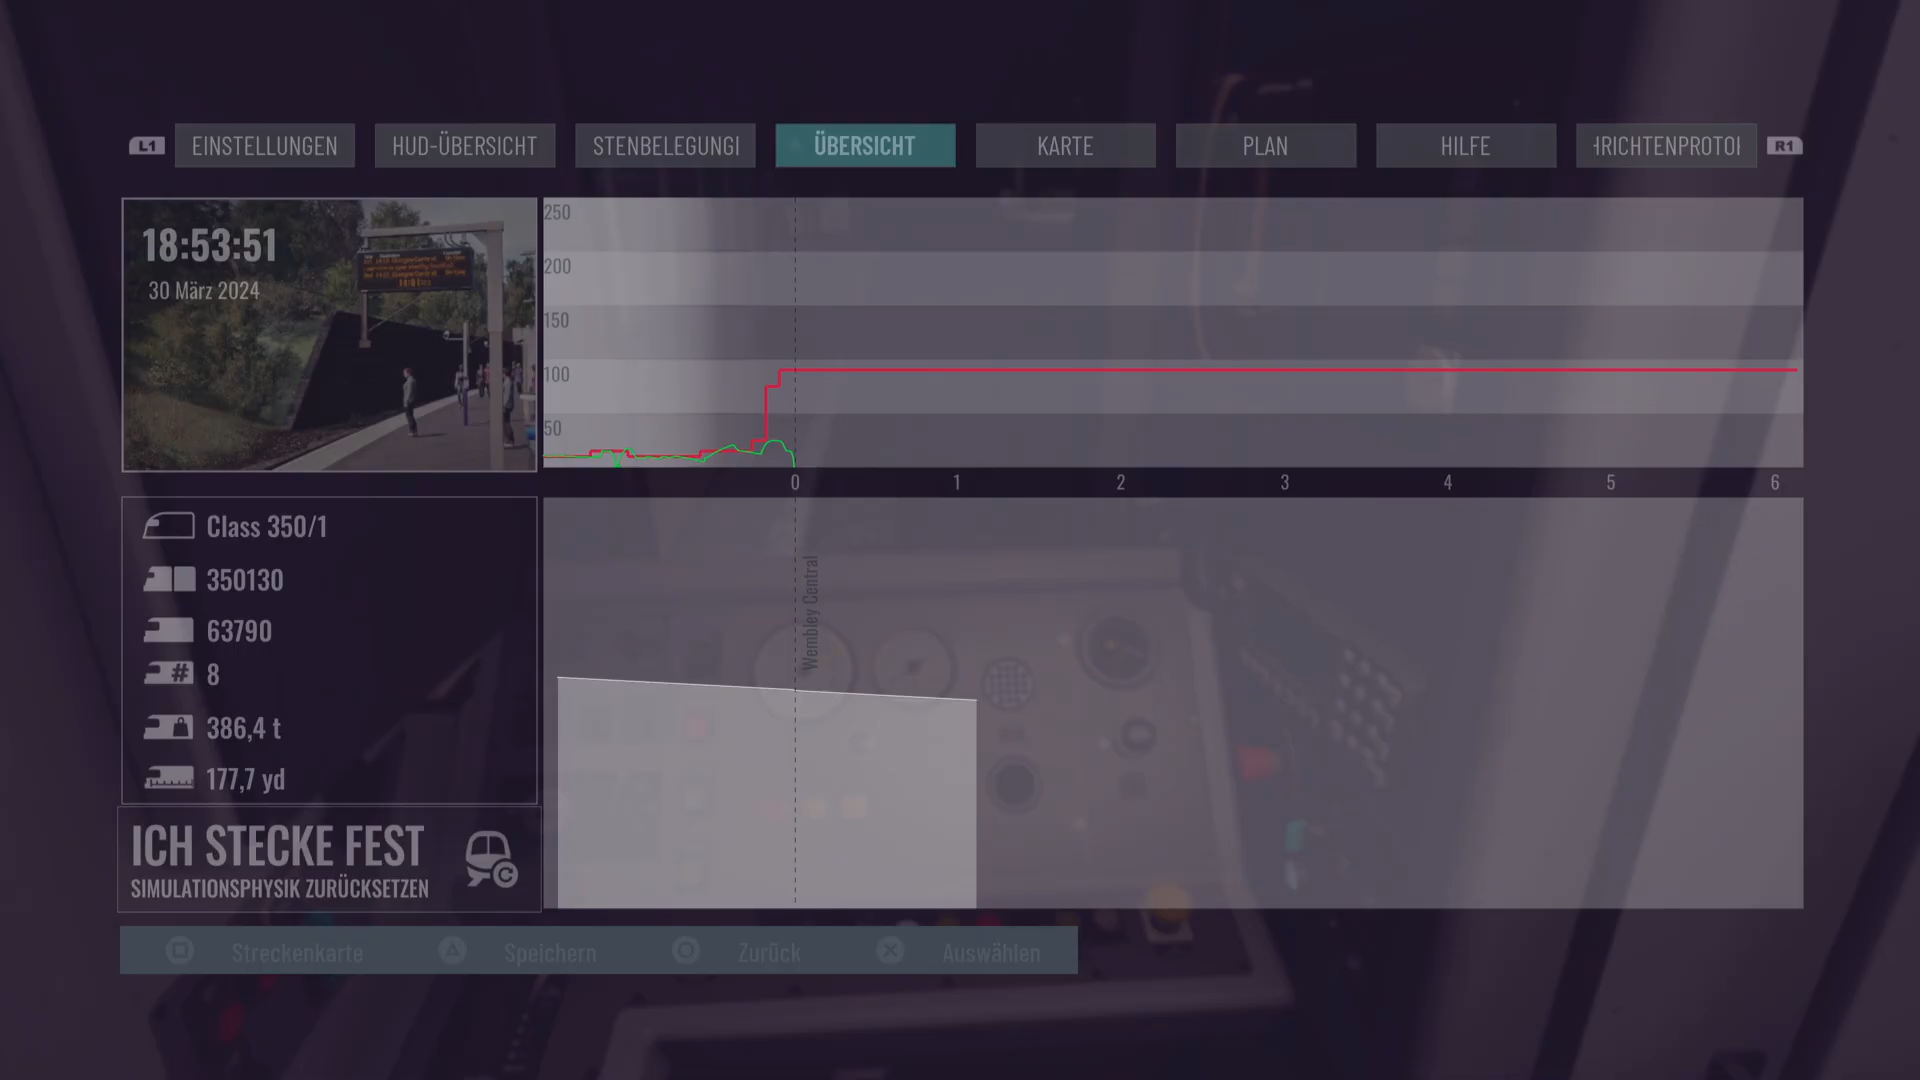 L1
EINSTELLUNGEN
HUD-ÜBERSICHT
STENBELEGUNGI
ÜBERSICHT
KARTE
PLAN
HILFE
IRICHTENPROTOI
R1
18:53:51
30 März 2024
250
200
150
100
50
0 1 2 3 4 5 6
Wembley Central
Class 350/1
350130
63790
# 8
386,4 t
177,7 yd
ICH STECKE FEST
SIMULATIONSPHYSIK ZURÜCKSETZEN
Streckenkarte
Speichern
Zurück
Auswählen